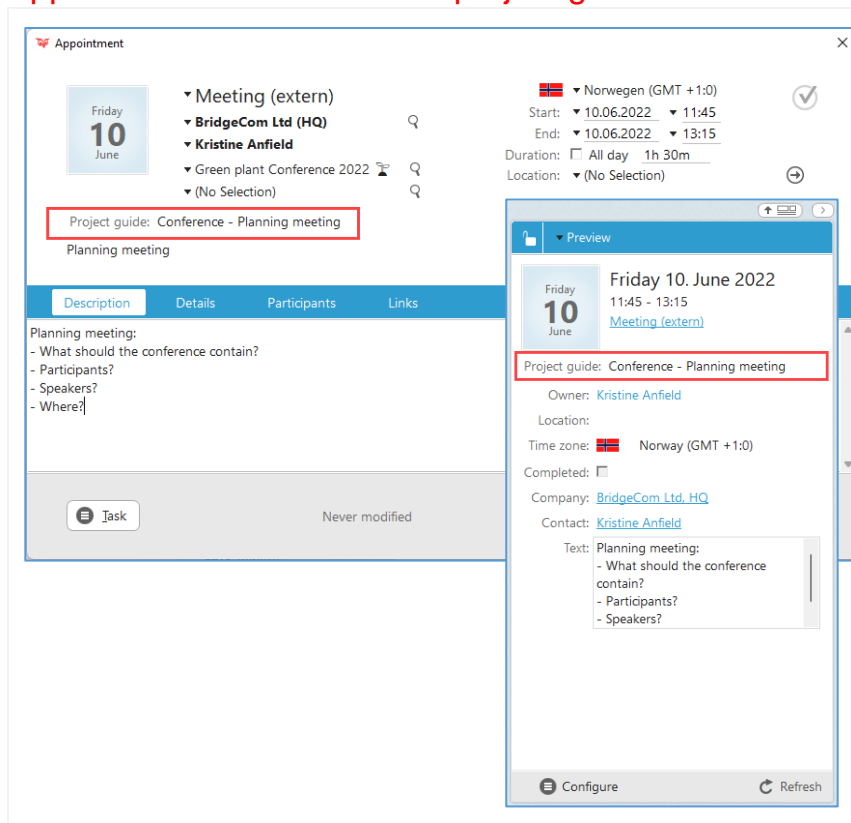 Appointment
Friday
10
June
Meeting (extern)
BridgeCom Ltd (HQ)
Kristine Anfield
Green plant Conference 2022
(No Selection)
Norwegen (GMT +1:0)
Start: 10.06.2022 11:45
End: 10.06.2022 13:15
Duration: All day 1h 30m
Location: (No Selection)
Project guide: Conference - Planning meeting
Planning meeting
Description Details Participants Links
Planning meeting:
- What should the conference contain?
- Participants?
- Speakers?
- Where?
Task
Never modified
Preview
Friday
10
June
Friday 10. June 2022
11:45 - 13:15
Meeting (extern)
Project guide: Conference - Planning meeting
Owner: Kristine Anfield
Location:
Time zone: Norway (GMT +1:0)
Completed:
Company: BridgeCom Ltd, HQ
Contact: Kristine Anfield
Text: Planning meeting:
- What should the conference
contain?
- Participants?
- Speakers?
Configure
Refresh